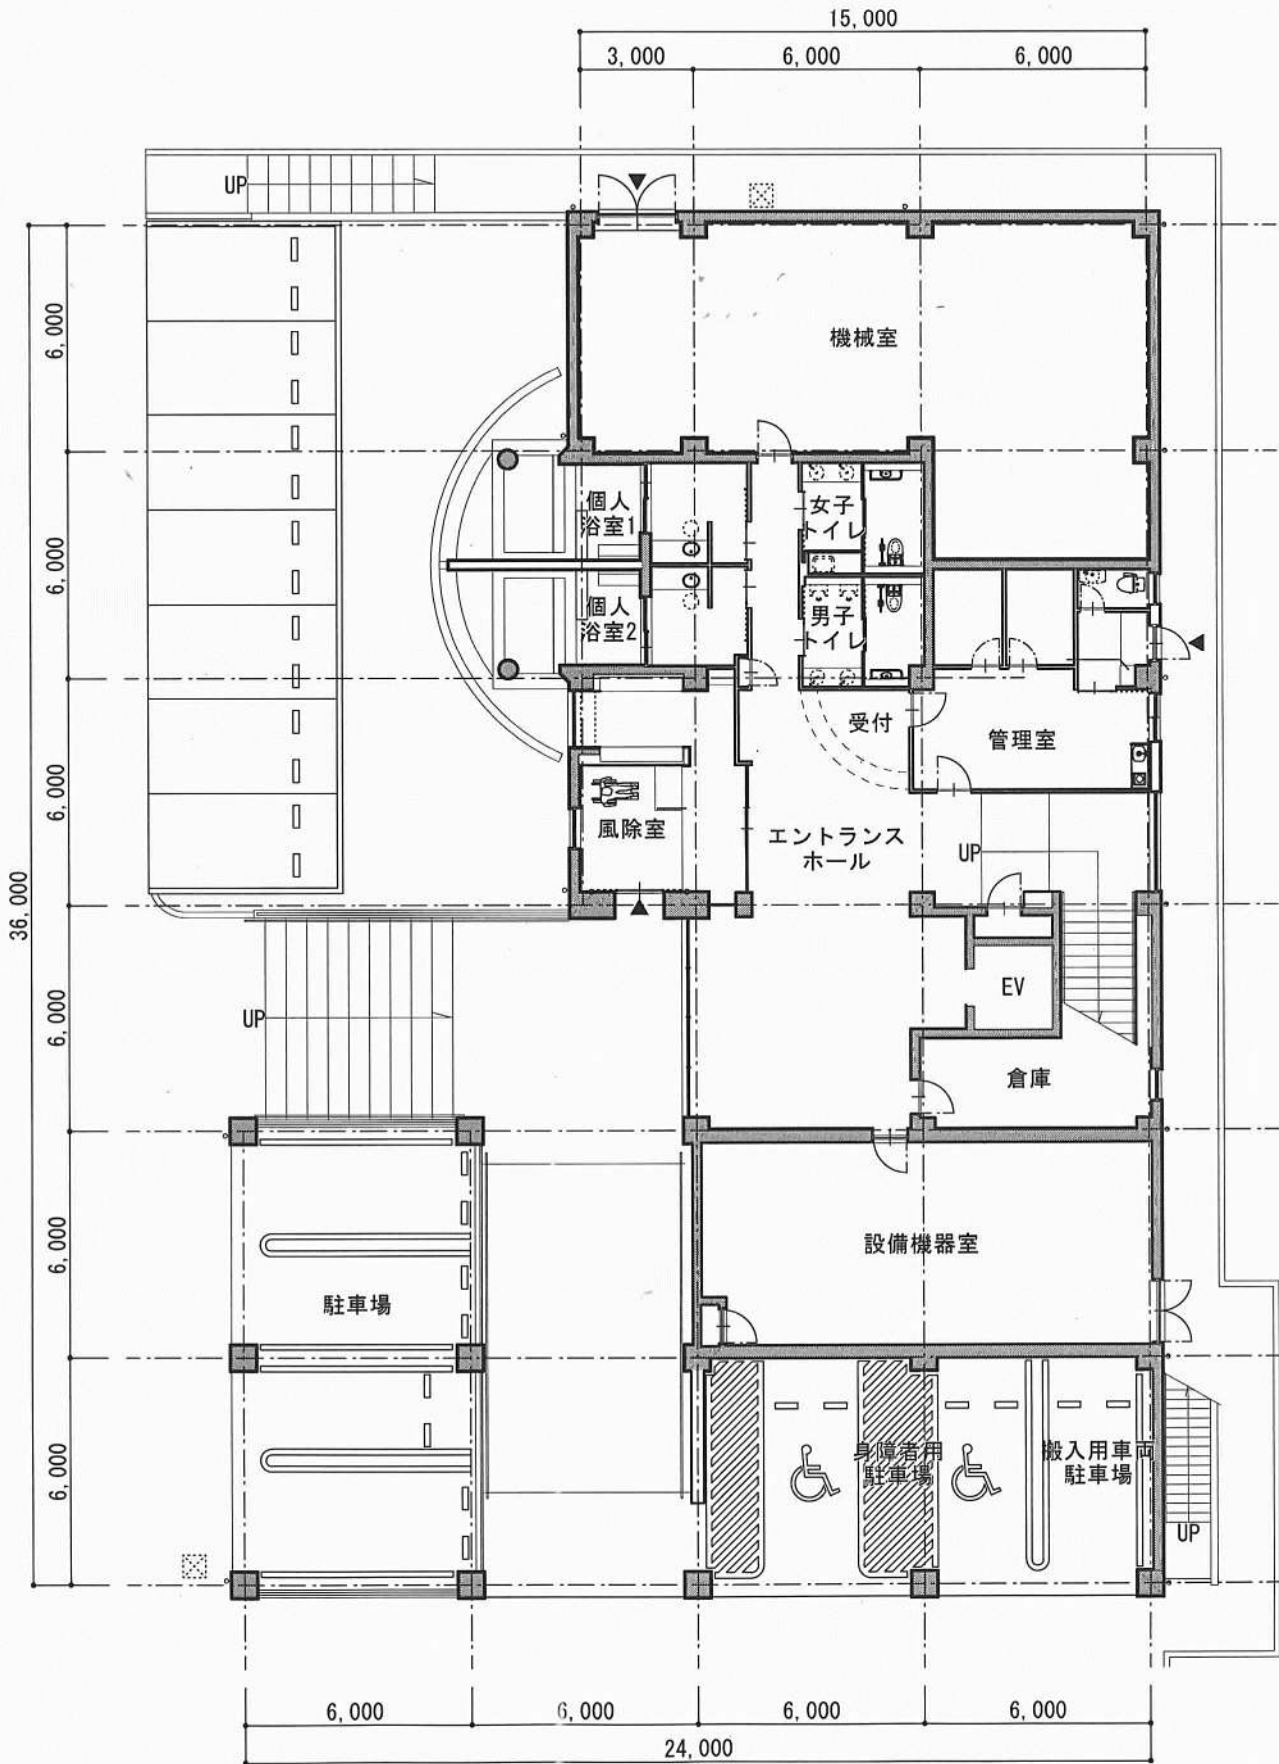 15,000
3,000
6,000
6,000
UP
6,000
機械室
個人
浴室1
女子
トイレ
6,000
個人
浴室2
男子
トイレ
受付
管理室
6,000
風除室
エントランス
ホール
UP
36,000
EV
6,000
UP
倉庫
6,000
設備機器室
駐車場
6,000
身障者用
駐車場
搬入用車両
駐車場
UP
6,000
6,000
6,000
6,000
24,000